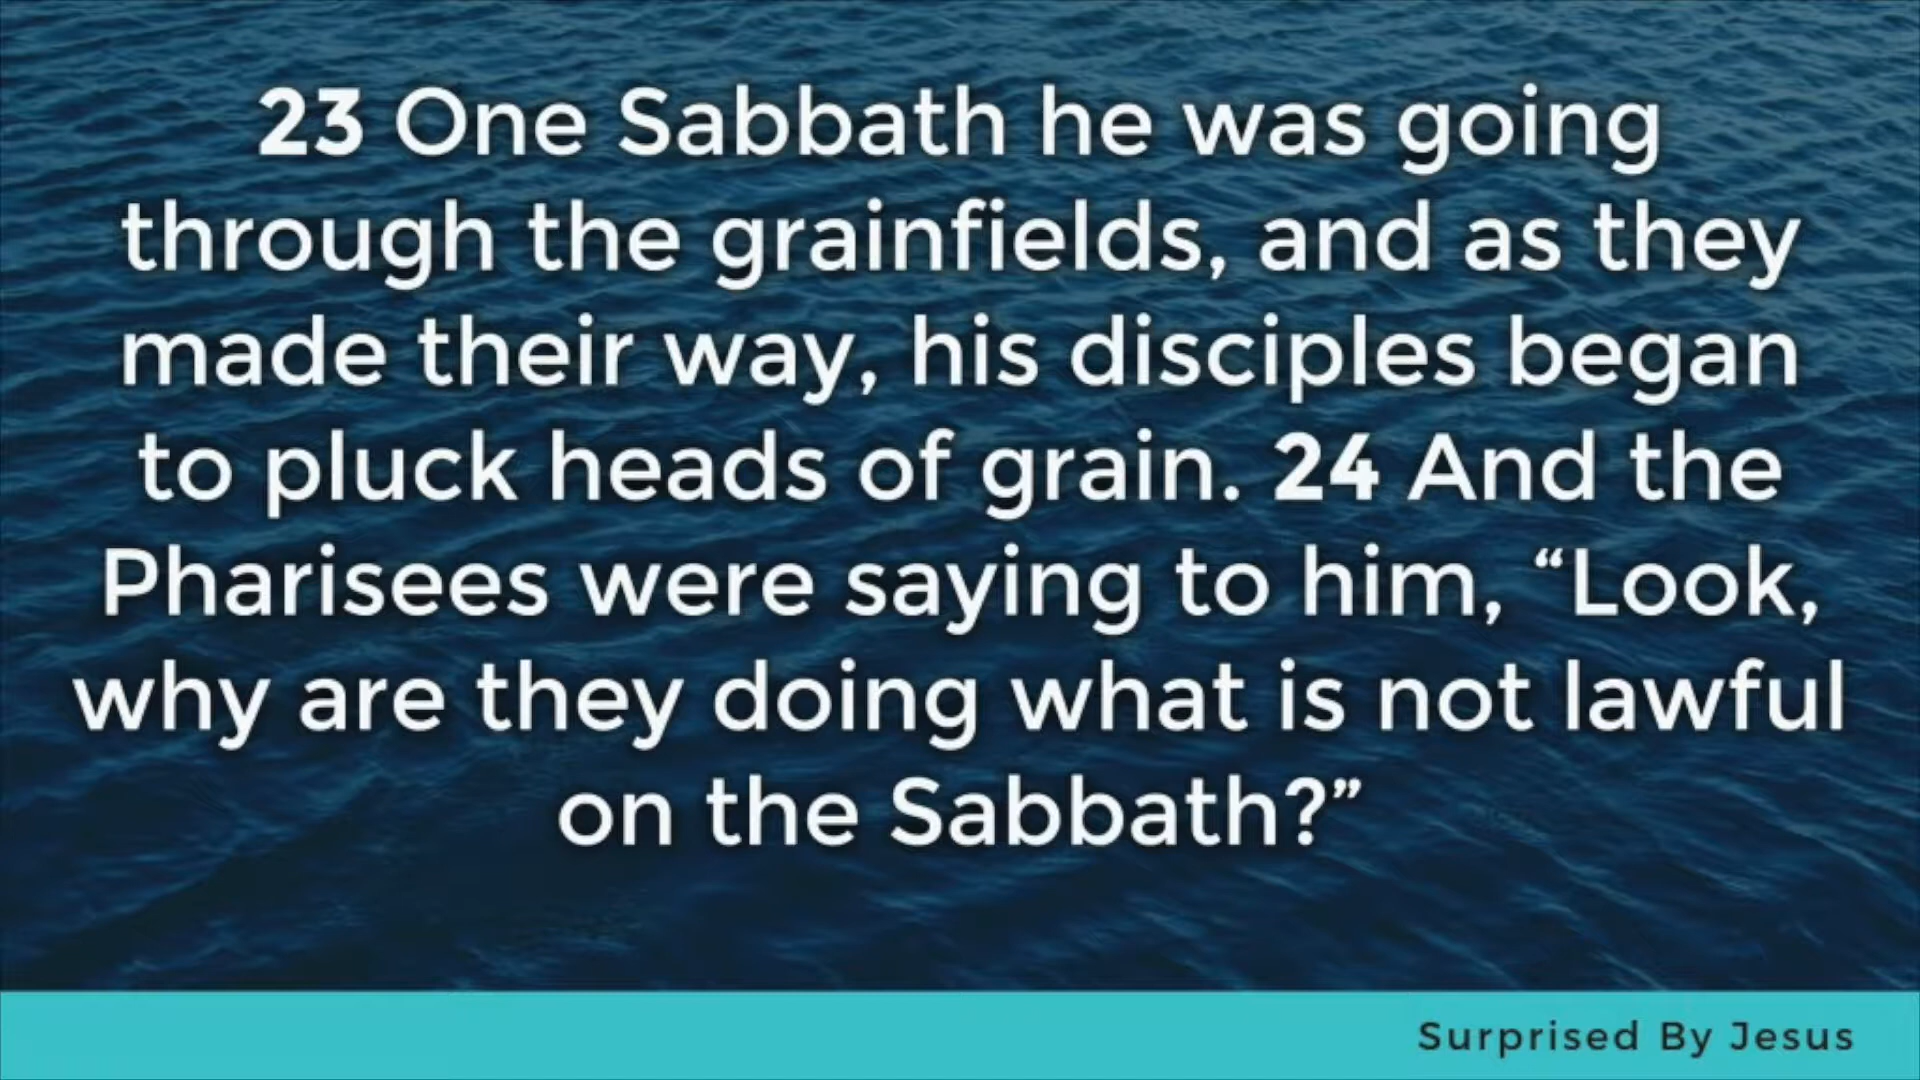 23 One Sabbath he was going
through the grainfields, and as they
made their way, his disciples began
to pluck heads of grain. 24 And the
Pharisees were saying to him, “Look,
why are they doing what is not lawful
on the Sabbath?”
Surprised By Jesus